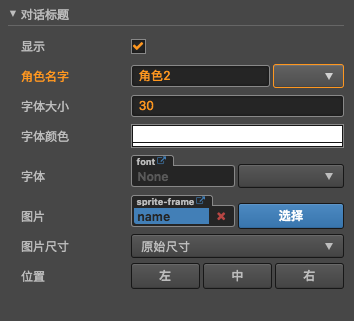 对话标题
显示
角色名字 角色2
字体大小 30
字体颜色
font
字体 None
sprite-frame
图片 name 选择
图片尺寸 原始尺寸
位置 左 中 右